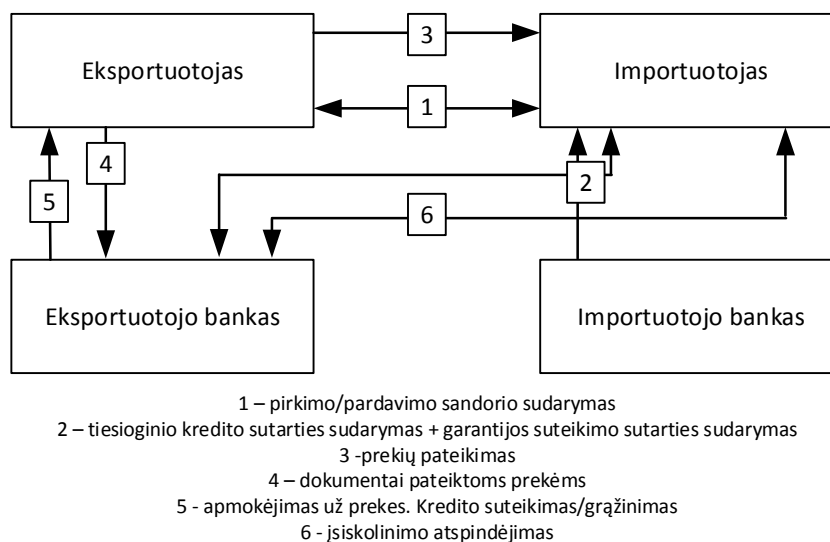 3
Eksportuotojas
Importuotojas
1
4
2
5
6
Eksportuotojo bankas
Importuotojo bankas
1 – pirkimo/pardavimo sandorio sudarymas
2 – tiesioginio kredito sutarties sudarymas + garantijos suteikimo sutarties sudarymas
3 -prekių pateikimas
4 – dokumentai pateiktoms prekėms
5 - apmokėjimas už prekes. Kredito suteikimas/grąžinimas
6 - įsiskolinimo atspindėjimas